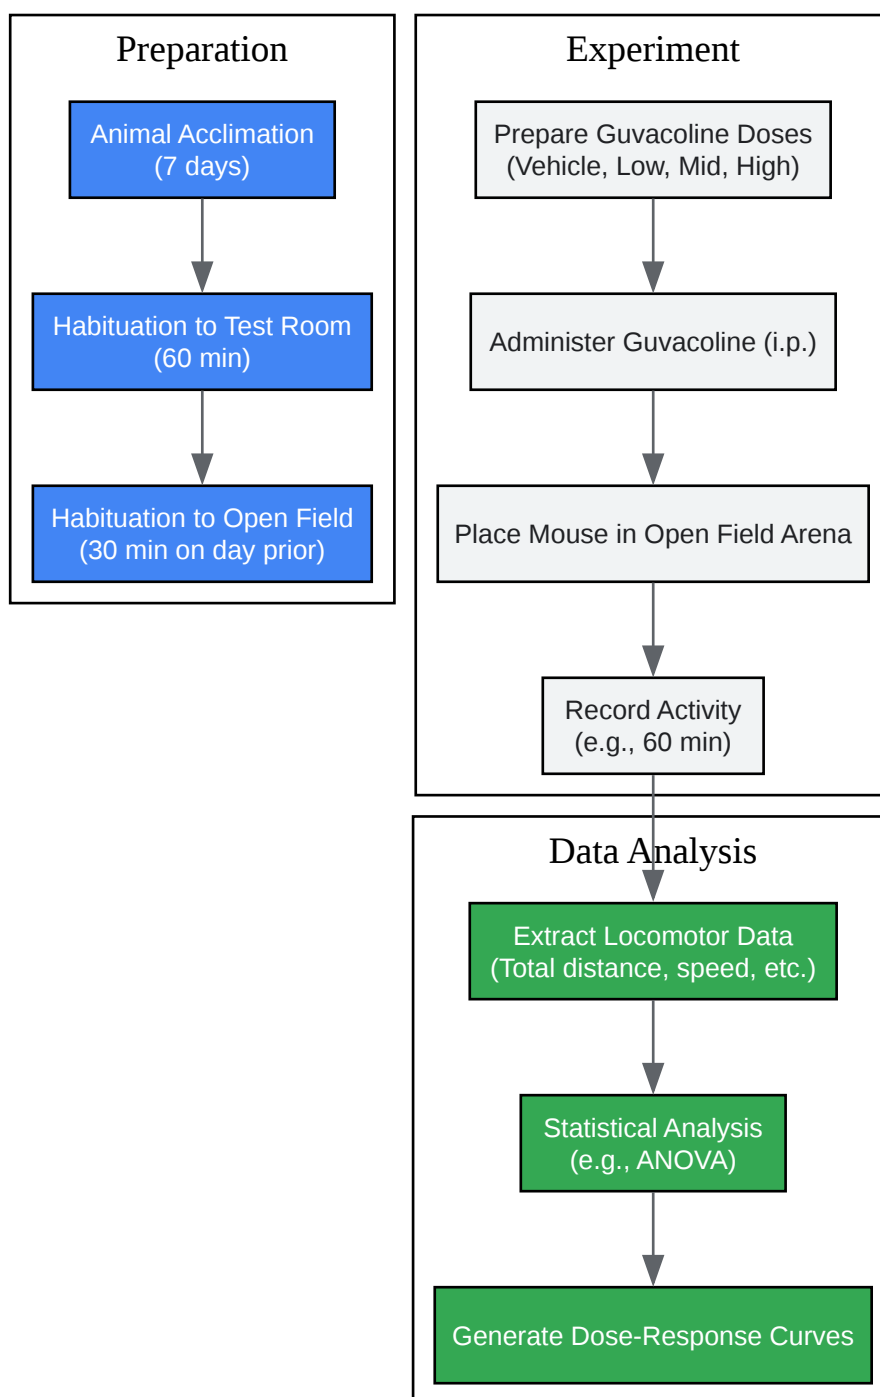 Preparation
Animal Acclimation
(7 days)
Habituation to Test Room
(60 min)
Habituation to Open Field
(30 min on day prior)
Experiment
Prepare Guvacoline Doses
(Vehicle, Low, Mid, High)
Administer Guvacoline (i.p.)
Place Mouse in Open Field Arena
Record Activity
(e.g., 60 min)
Data Analysis
Extract Locomotor Data
(Total distance, speed, etc.)
Statistical Analysis
(e.g., ANOVA)
Generate Dose-Response Curves